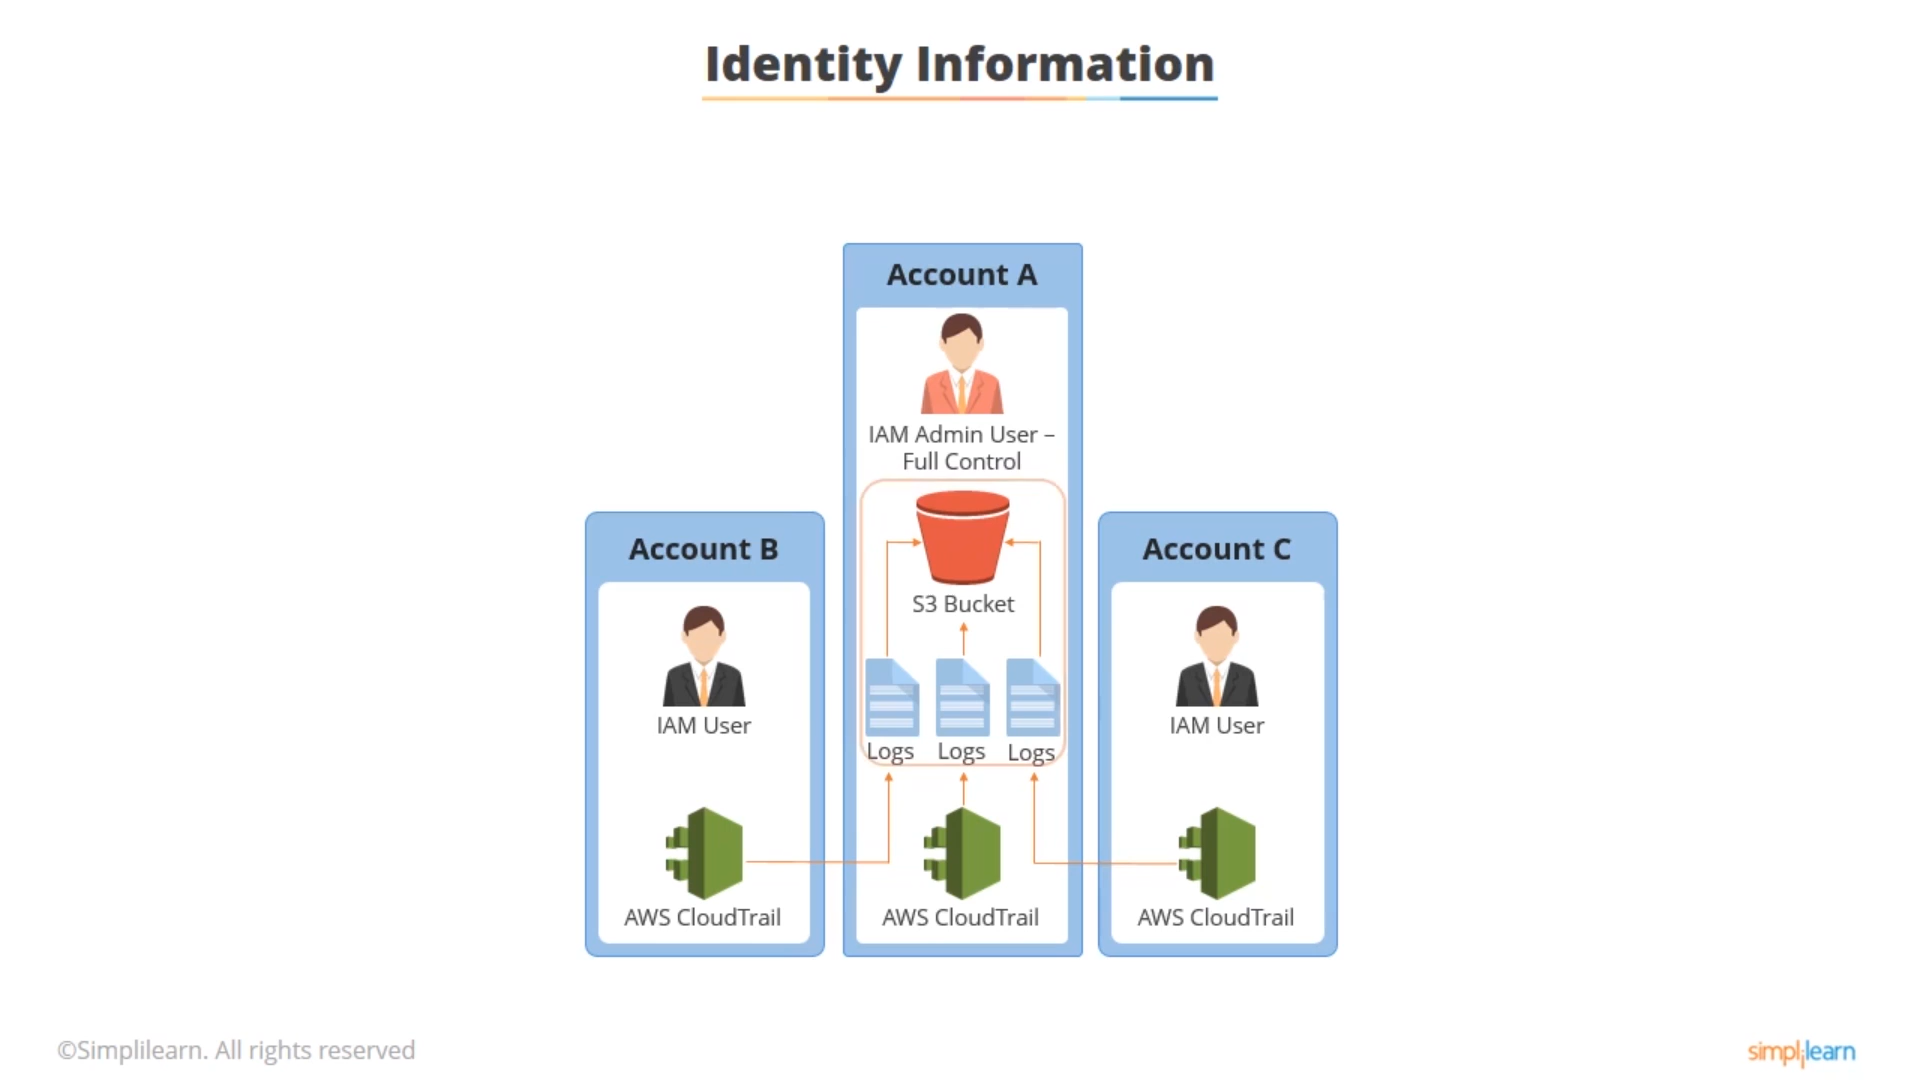 Identity Information
Account A
IAM Admin User –
Full Control
S3 Bucket
Logs
Logs
Logs
AWS CloudTrail
Account B
IAM User
AWS CloudTrail
Account C
IAM User
AWS CloudTrail
©Simplilearn. All rights reserved
simplilearn